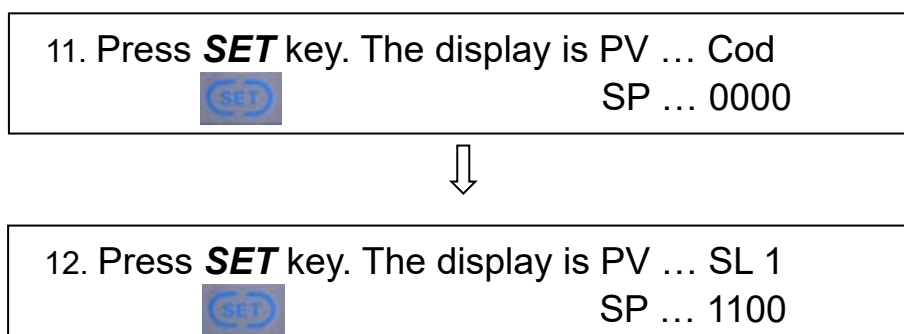 11. Press SET key. The display is PV … Cod
SET SP … 0000
12. Press SET key. The display is PV … SL 1
SET SP … 1100